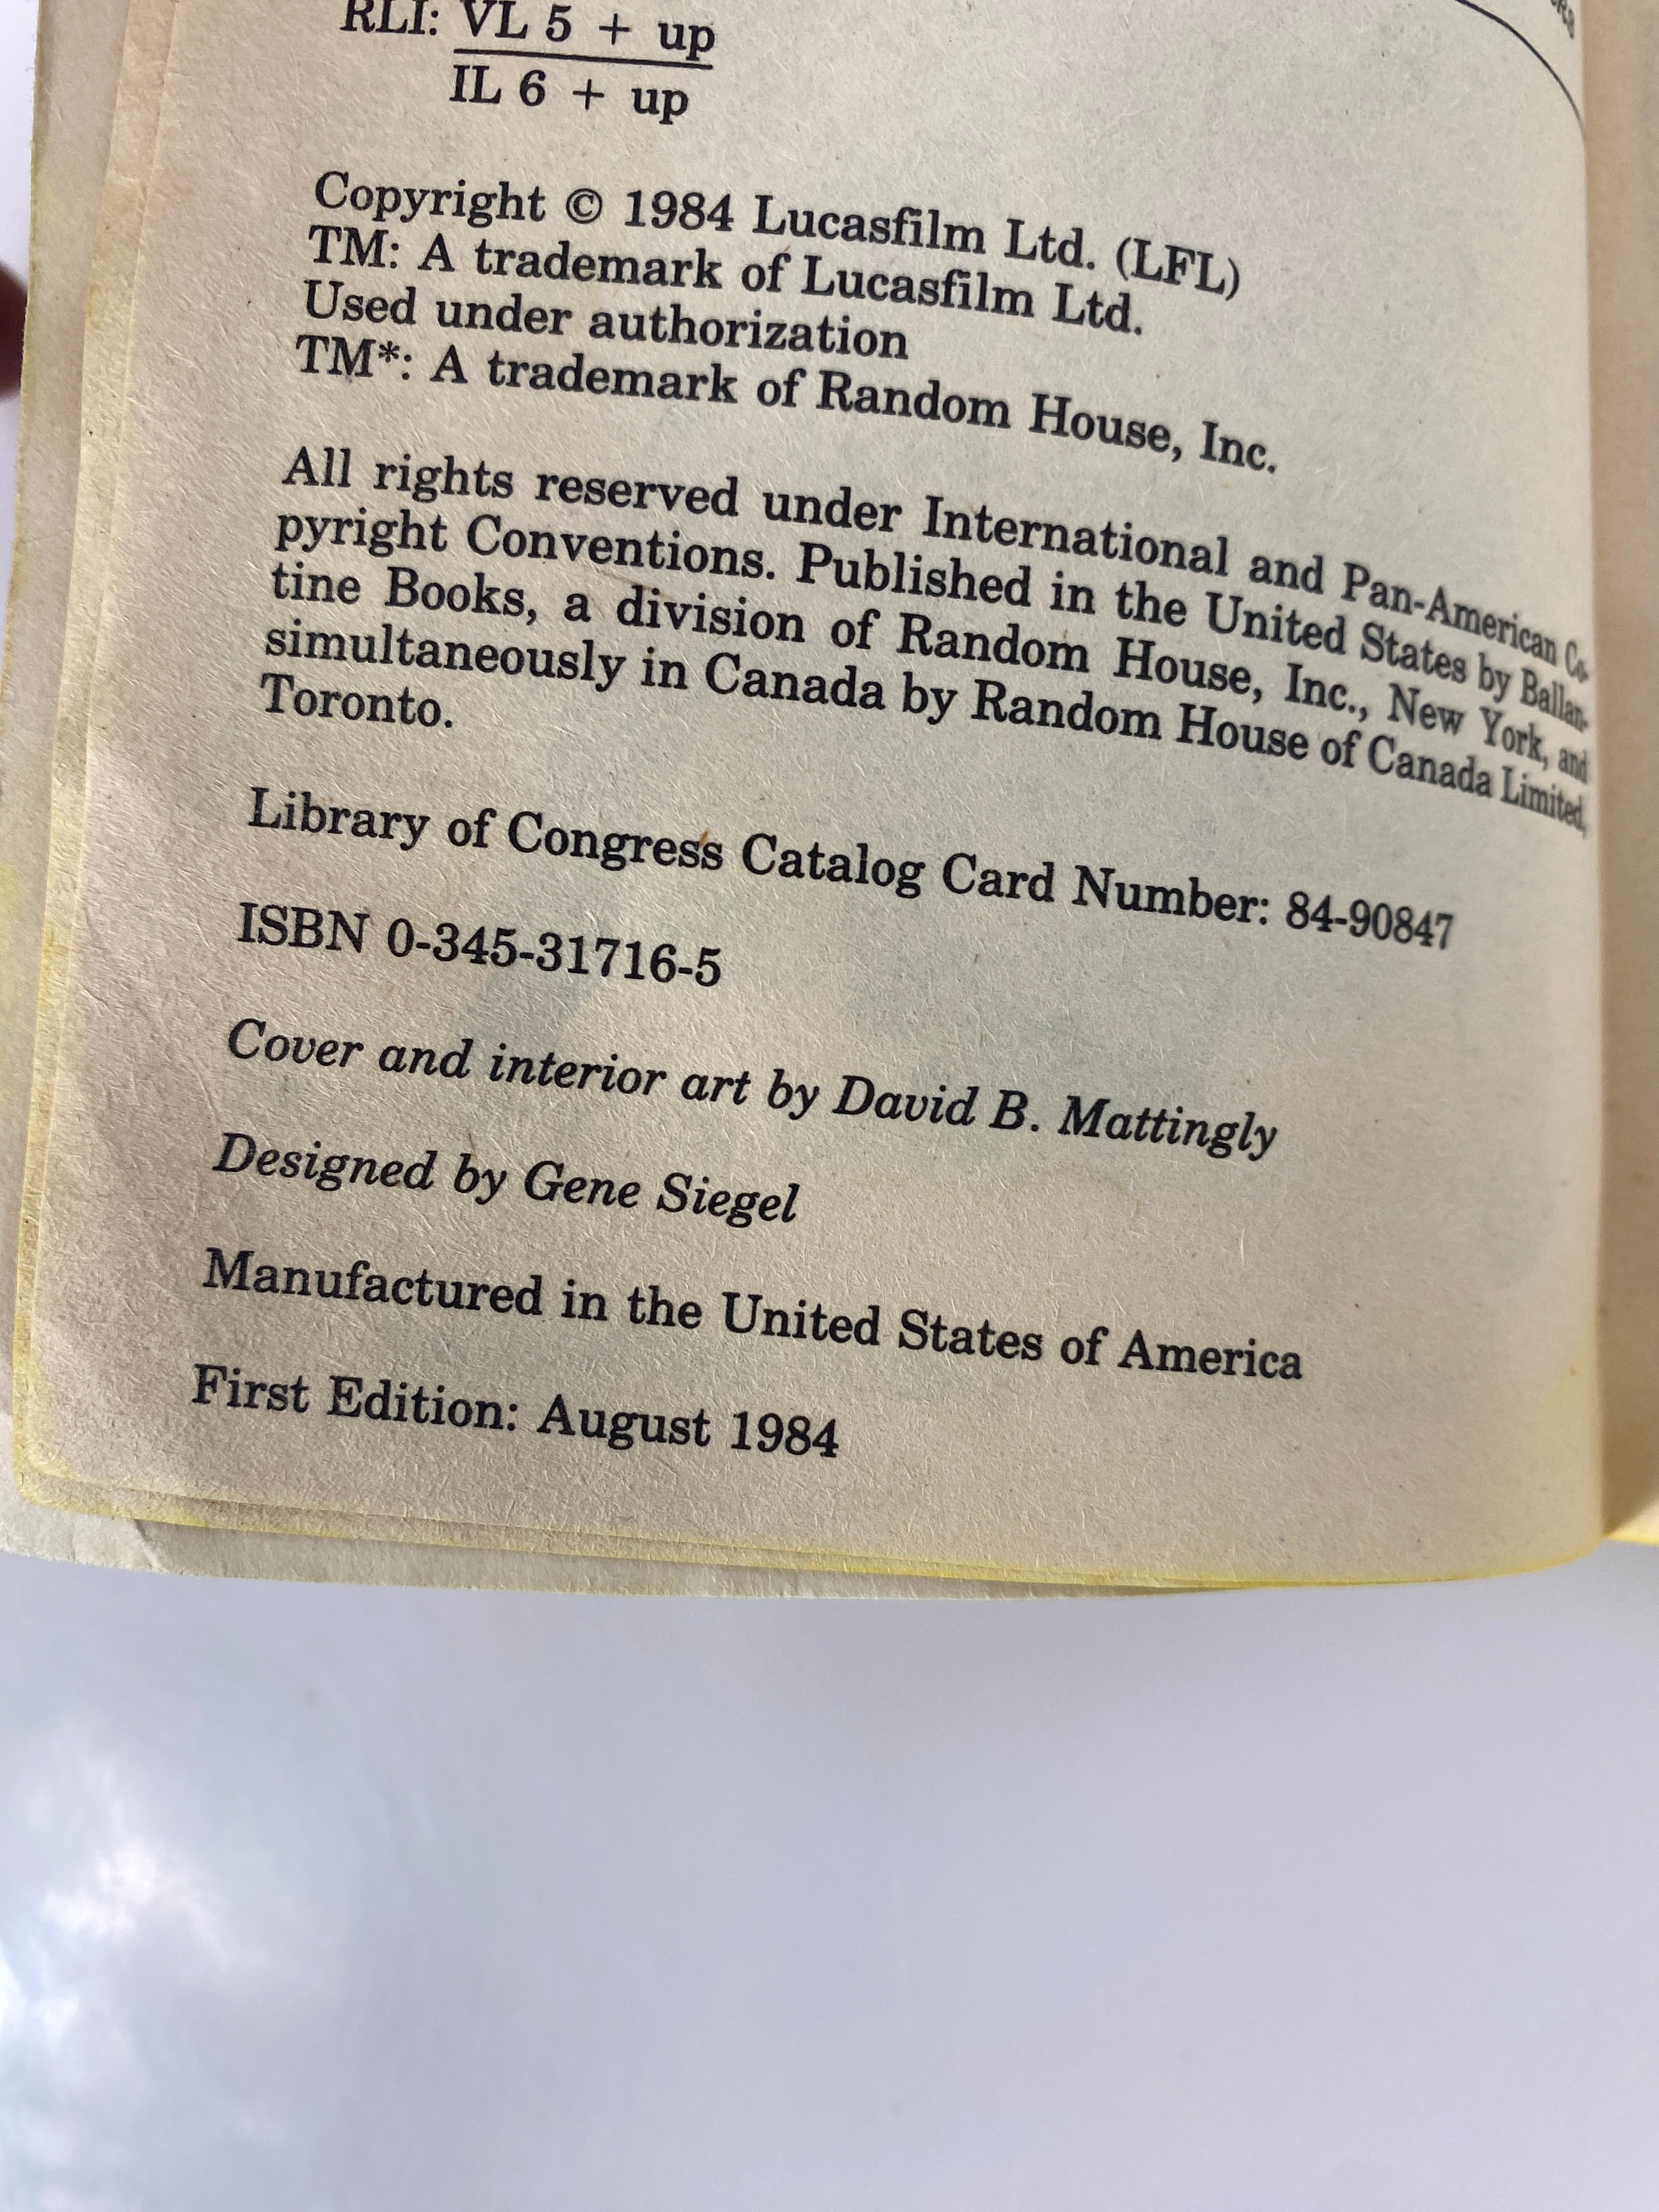 RLI: VL 5 + up
IL 6 + up
Copyright © 1984 Lucasfilm Ltd. (LFL)
TM: A trademark of Lucasfilm Ltd.
Used under authorization
TM*: A trademark of Random House, Inc.
All rights reserved under International and Pan-American Co-
pyright Conventions. Published in the United States by Ballan-
tine Books, a division of Random House, Inc., New York, and
simultaneously in Canada by Random House of Canada Limited,
Toronto.
Library of Congress Catalog Card Number: 84-90847
ISBN 0-345-31716-5
Cover and interior art by David B. Mattingly
Designed by Gene Siegel
Manufactured in the United States of America
First Edition: August 1984